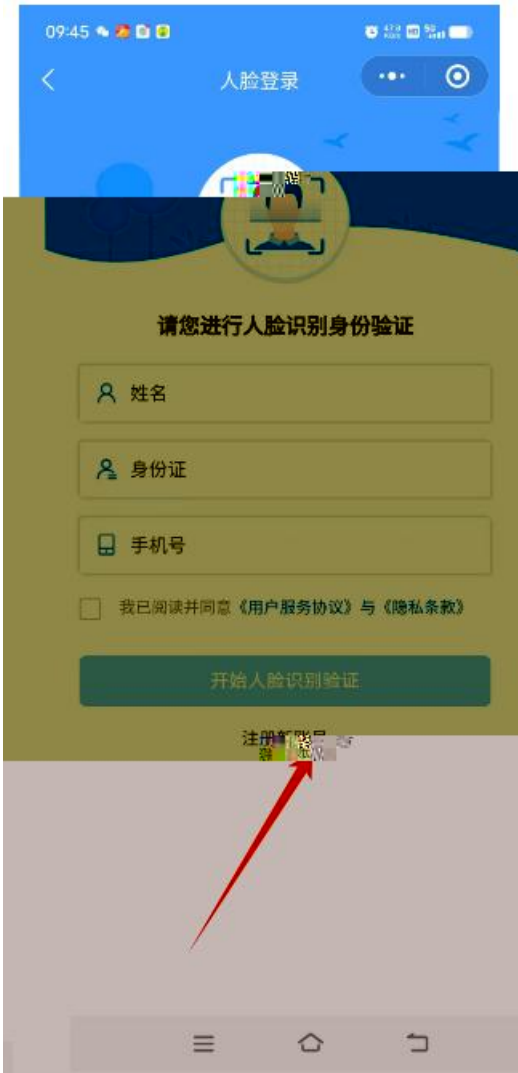 09:45
人脸登录
请您进行人脸识别身份验证
姓名
身份证
手机号
我已阅读并同意《用户服务协议》与《隐私条款》
开始人脸识别验证
注册新账号